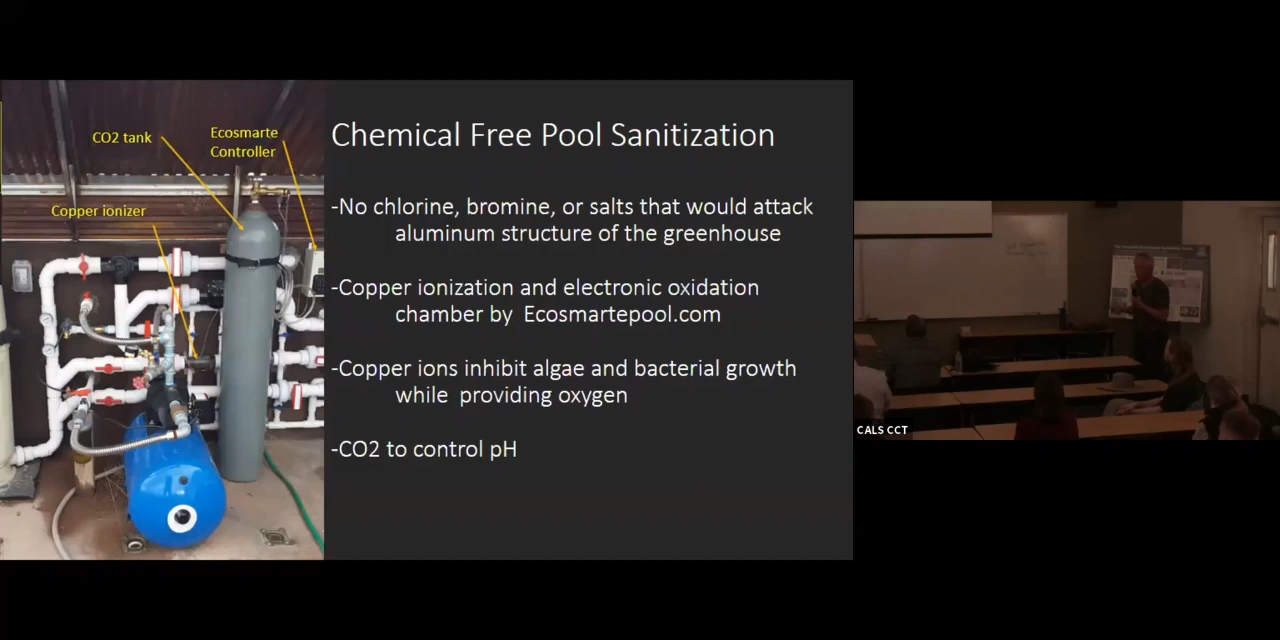 CO2 tank
Ecosmarte
Controller
Copper ionizer
Chemical Free Pool Sanitization
-No chlorine, bromine, or salts that would attack
aluminum structure of the greenhouse
-Copper ionization and electronic oxidation
chamber by Ecosmartepool.com
-Copper ions inhibit algae and bacterial growth
while providing oxygen
-CO2 to control pH
CALS CCT